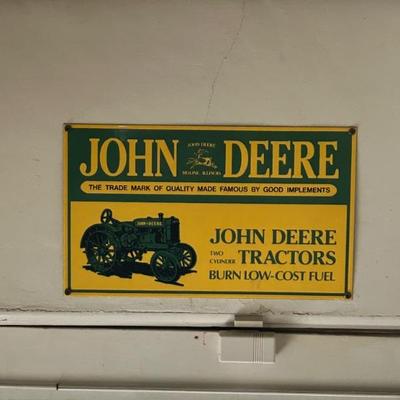 JOHN DEERE
JOHN DEERE
MOLINE, ILLINOIS
THE TRADE MARK OF QUALITY MADE FAMOUS BY GOOD IMPLEMENTS
JOHN DEERE
JOHN DEERE
TWO CYLINDER TRACTORS
BURN LOW-COST FUEL